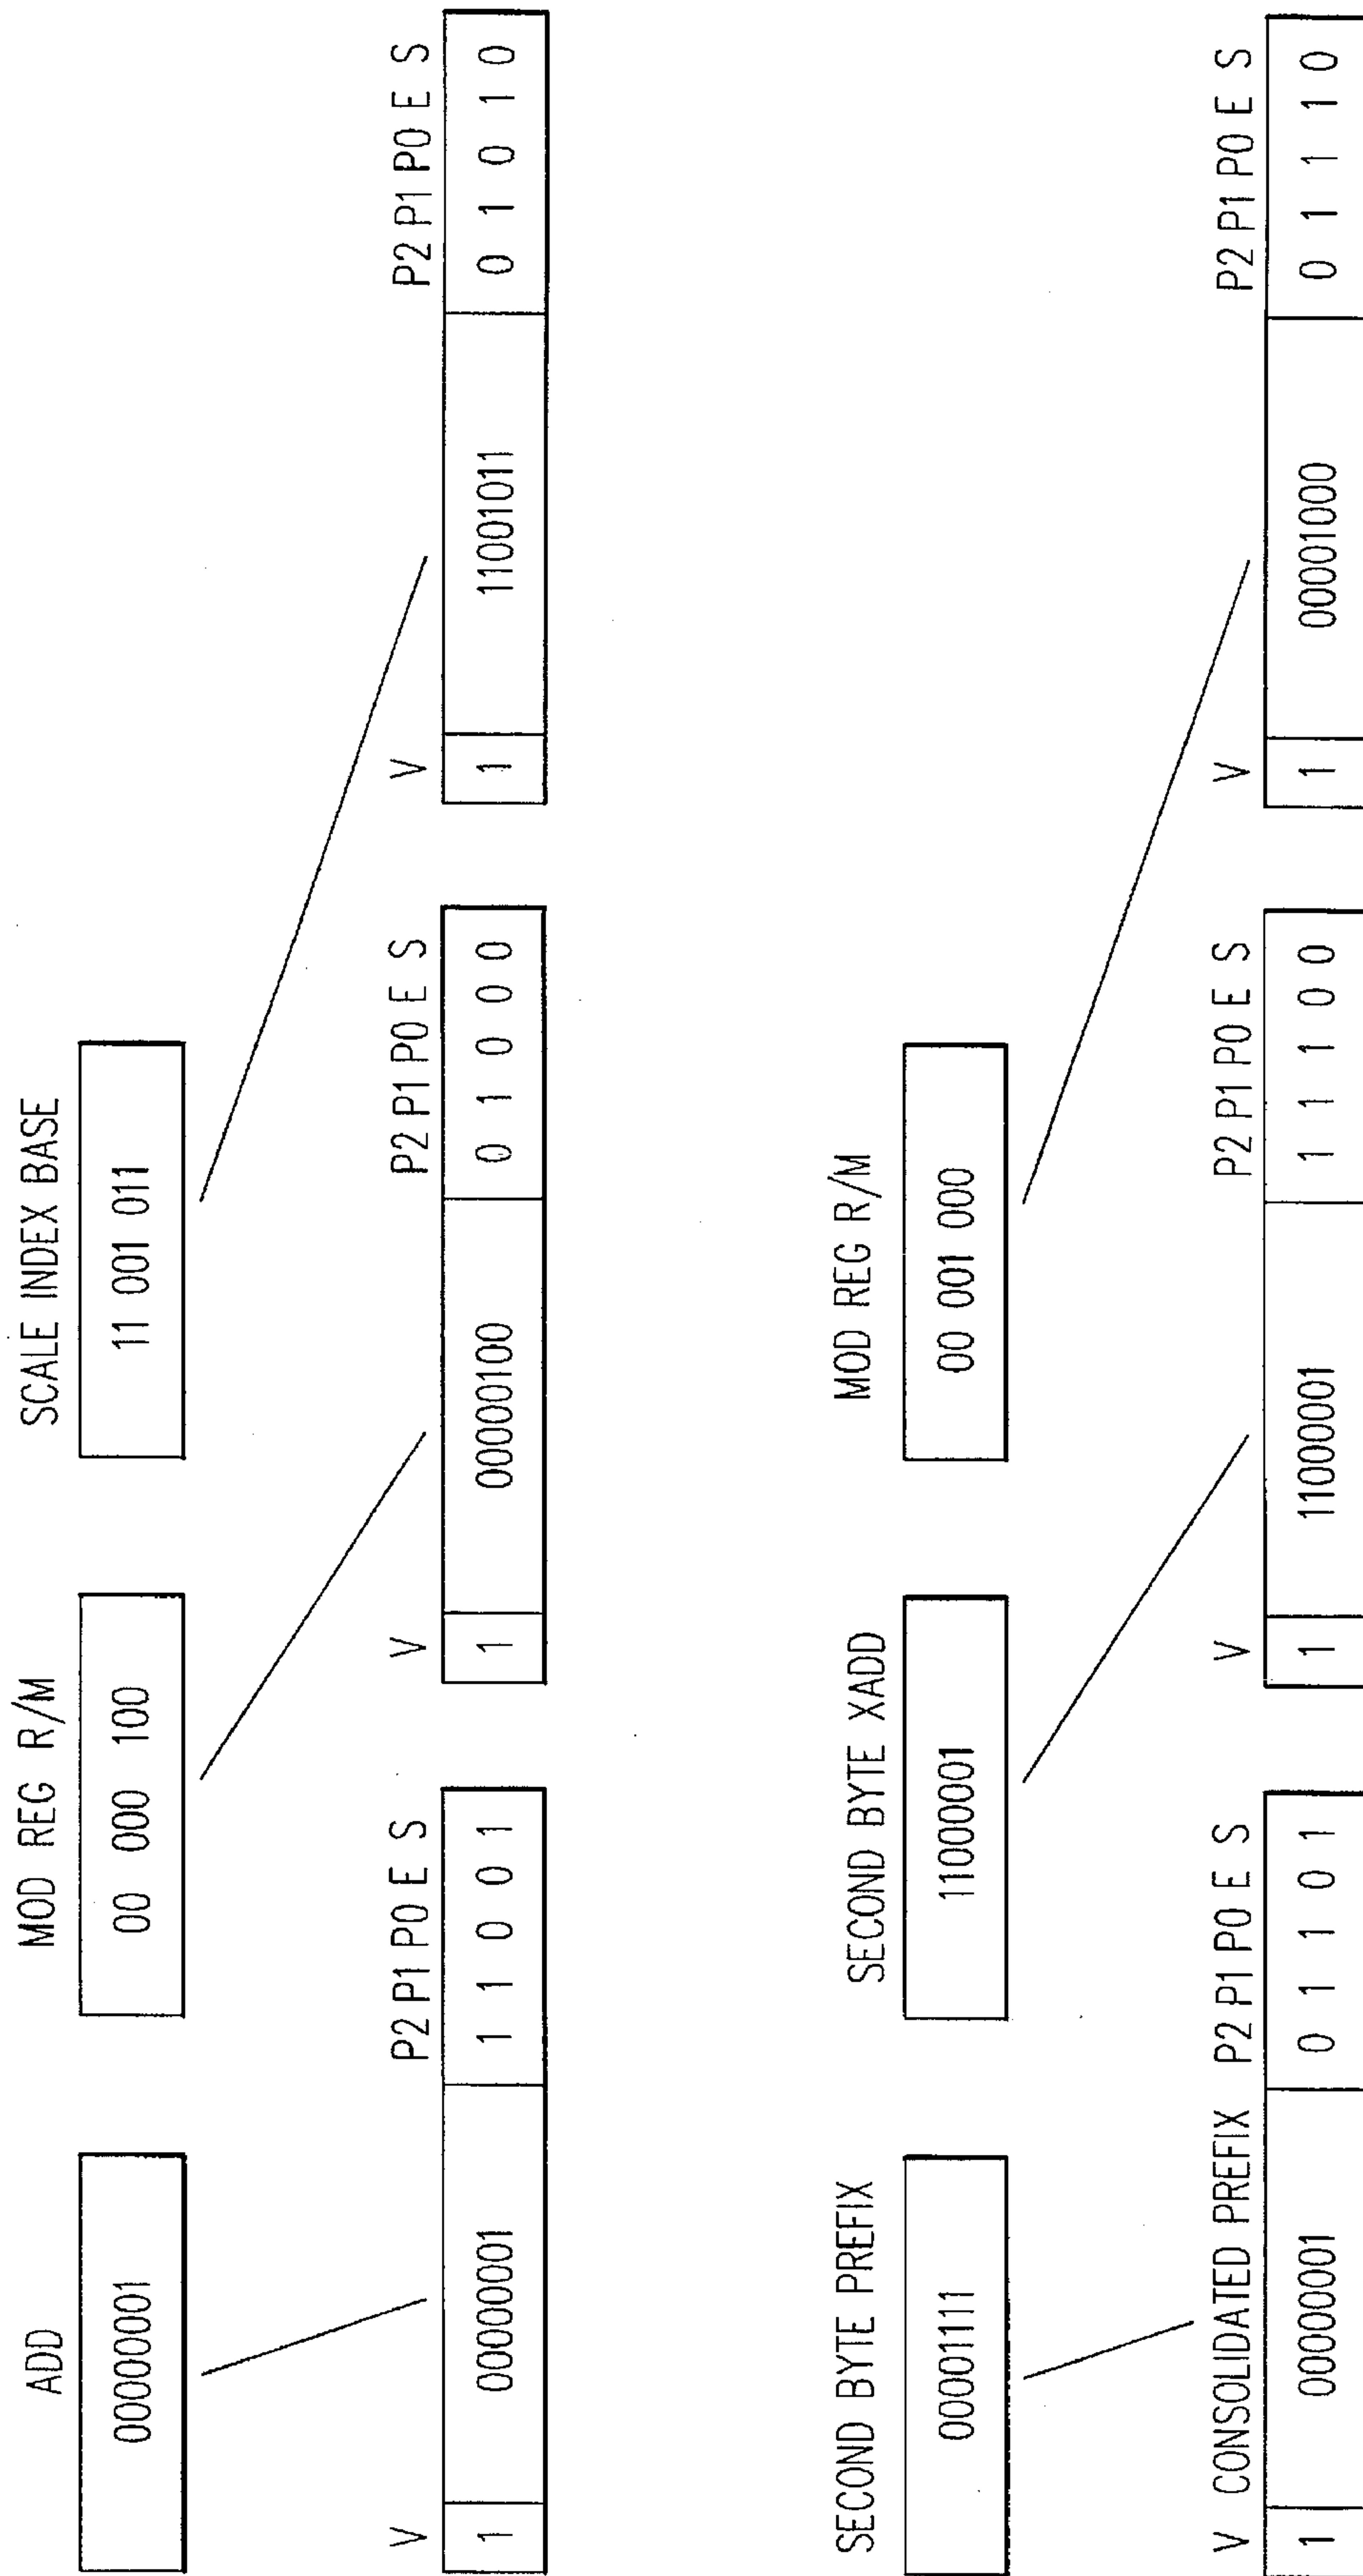 ADD MOD REG R/M SCALE INDEX BASE
00000001 00 000 100 11 001 011
V P2 P1 P0 E S V P2 P1 P0 E S V P2 P1 P0 E S
1 00000001 1 1 0 0 1 1 00000100 0 1 0 0 0 1 11001011 0 1 0 1 0
SECOND BYTE PREFIX SECOND BYTE XADD MOD REG R/M
00001111 11000001 00 001 000
V CONSOLIDATED PREFIX P2 P1 P0 E S V P2 P1 P0 E S V P2 P1 P0 E S
1 00000001 0 1 1 0 1 1 11000001 1 1 1 0 0 1 00001000 0 1 1 1 0